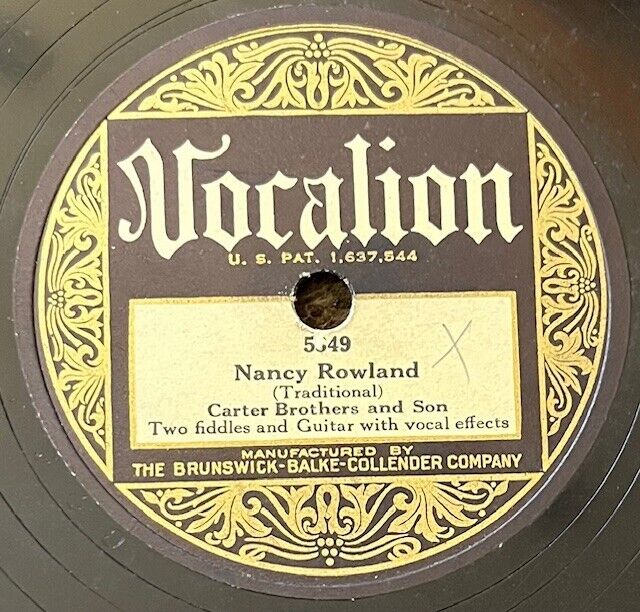 Vocalion
U. S. PAT. 1,637,544
Nancy Rowland
(Traditional)
Carter Brothers and Son
Two fiddles and Guitar with vocal effects
MANUFACTURED BY
THE BRUNSWICK-BALKE-COLLENDER COMPANY